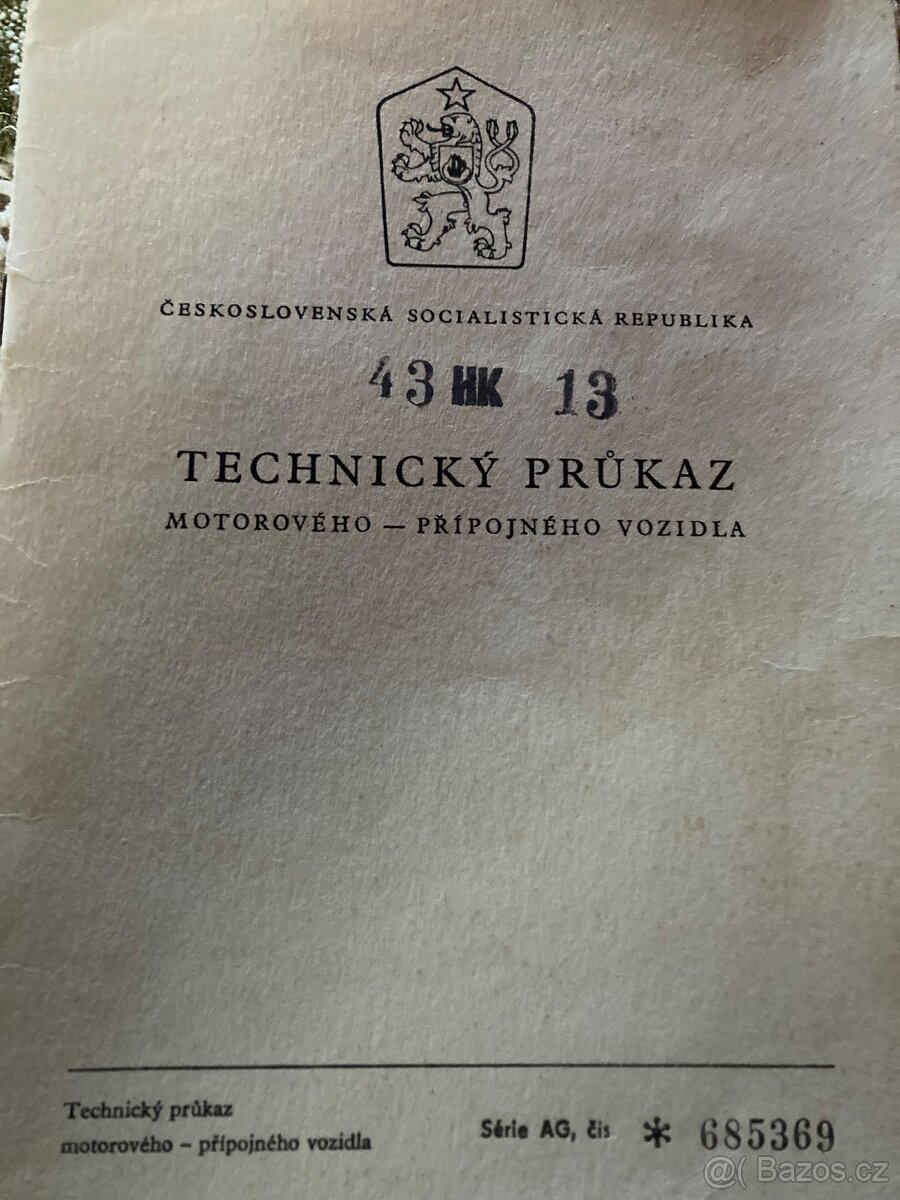 ČESKOSLOVENSKÁ SOCIALISTICKÁ REPUBLIKA
43 HK 13
TECHNICKÝ PRŮKAZ
MOTOROVÉHO – PŘÍPOJNÉHO VOZIDLA
Technický průkaz
motorového – přípojného vozidla
Série AG, čís * 685369
@( Bazos.cz